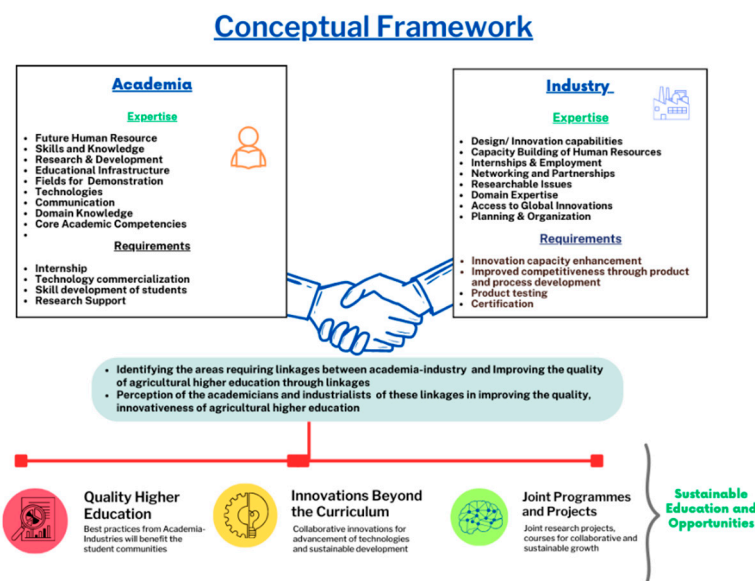 Conceptual Framework
Academia
Expertise
• Future Human Resource
• Skills and Knowledge
• Research & Development
• Educational Infrastructure
• Fields for Demonstration
• Technologies
• Communication
• Domain Knowledge
• Core Academic Competencies
•
Requirements
• Internship
• Technology commercialization
• Skill development of students
• Research Support
Industry
Expertise
• Design/ Innovation capabilities
• Capacity Building of Human Resources
• Internships & Employment
• Networking and Partnerships
• Researchable Issues
• Domain Expertise
• Access to Global Innovations
• Planning & Organization
Requirements
• Innovation capacity enhancement
• Improved competitiveness through product
and process development
• Product testing
• Certification
• Identifying the areas requiring linkages between academia-industry and Improving the quality
of agricultural higher education through linkages
• Perception of the academicians and industrialists of these linkages in improving the quality,
innovativeness of agricultural higher education
Quality Higher
Education
Best practices from Academia-
Industries will benefit the
student communities
Innovations Beyond
the Curriculum
Collaborative innovations for
advancement of technologies
and sustainable development
Joint Programmes
and Projects
Joint research projects,
courses for collaborative and
sustainable growth
Sustainable
Education and
Opportunities